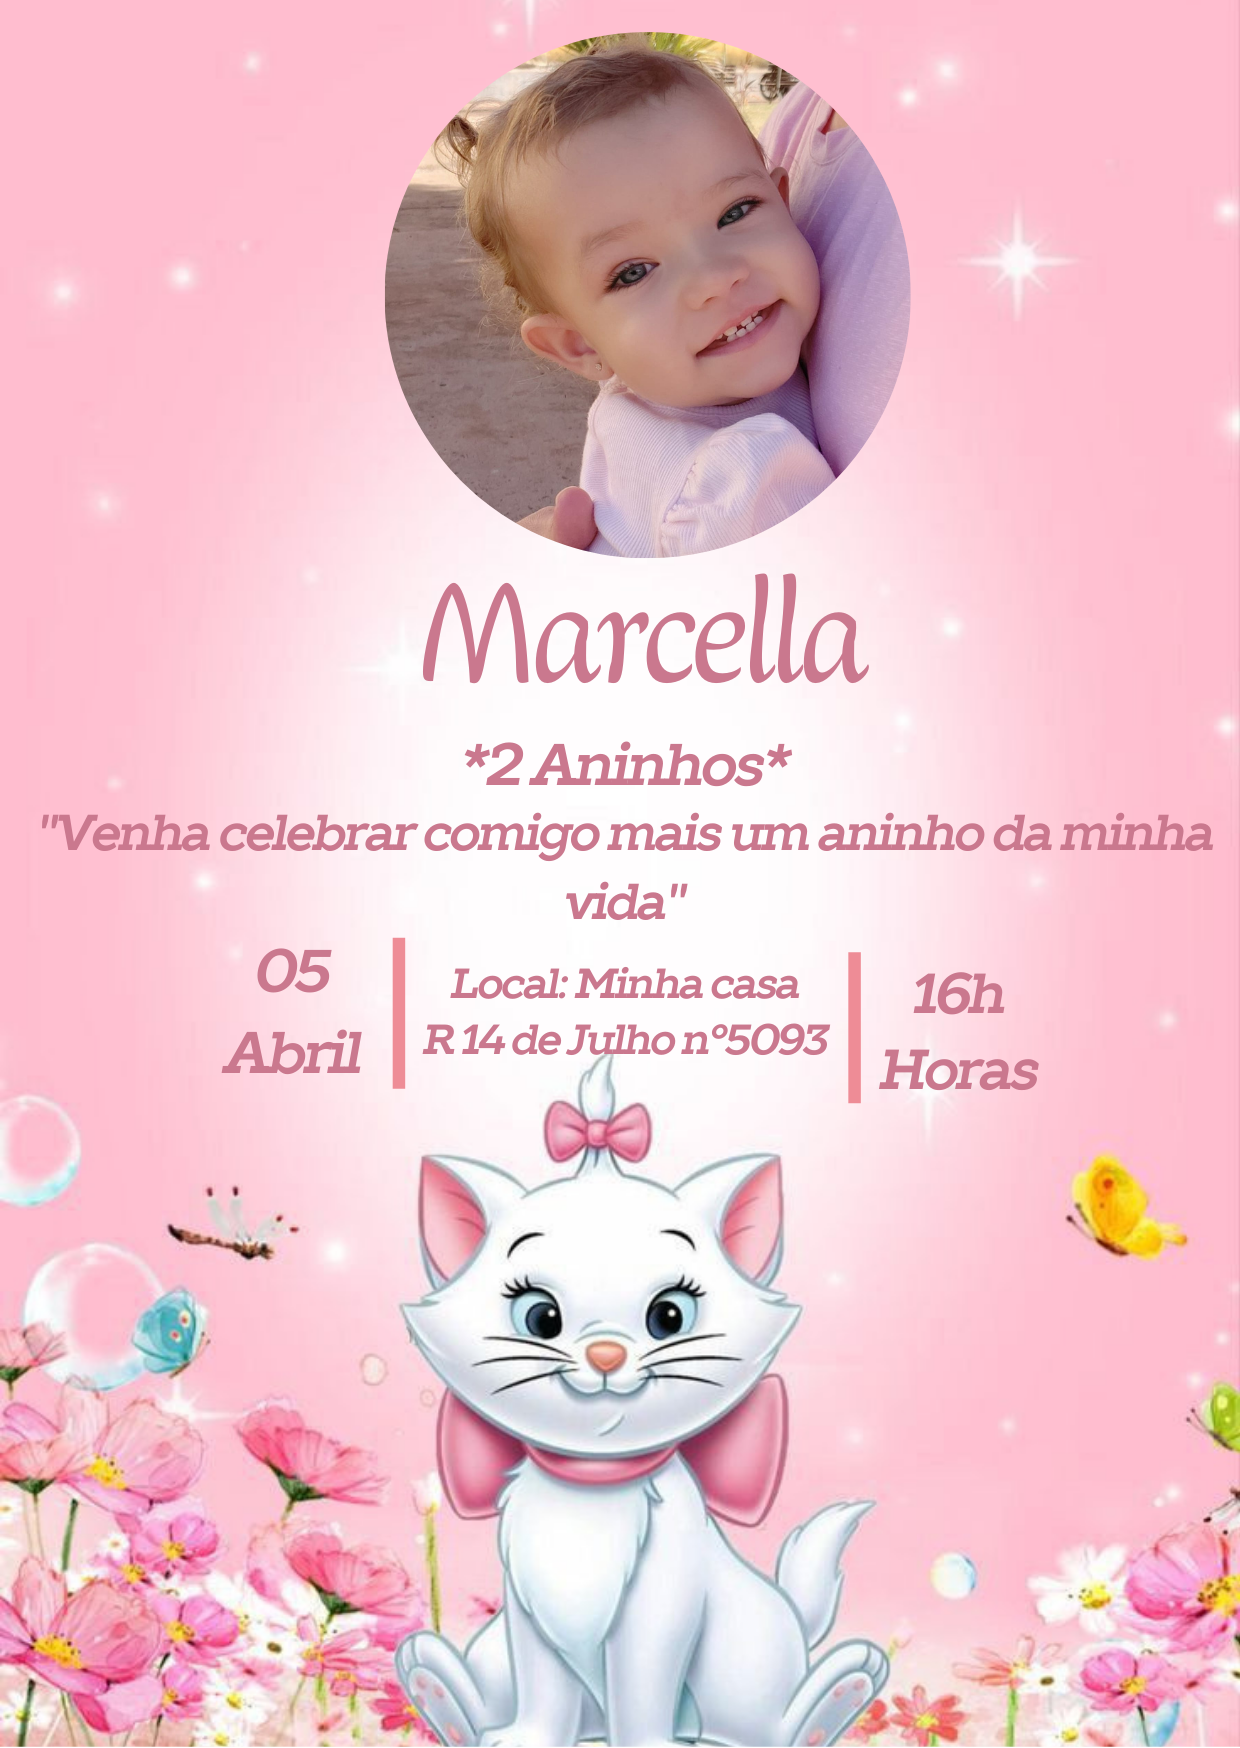 Marcella
*2 Aninhos*
"Venha celebrar comigo mais um aninho da minha
vida"
05
Abril
Local: Minha casa
R 14 de Julho nº5093
16h
Horas